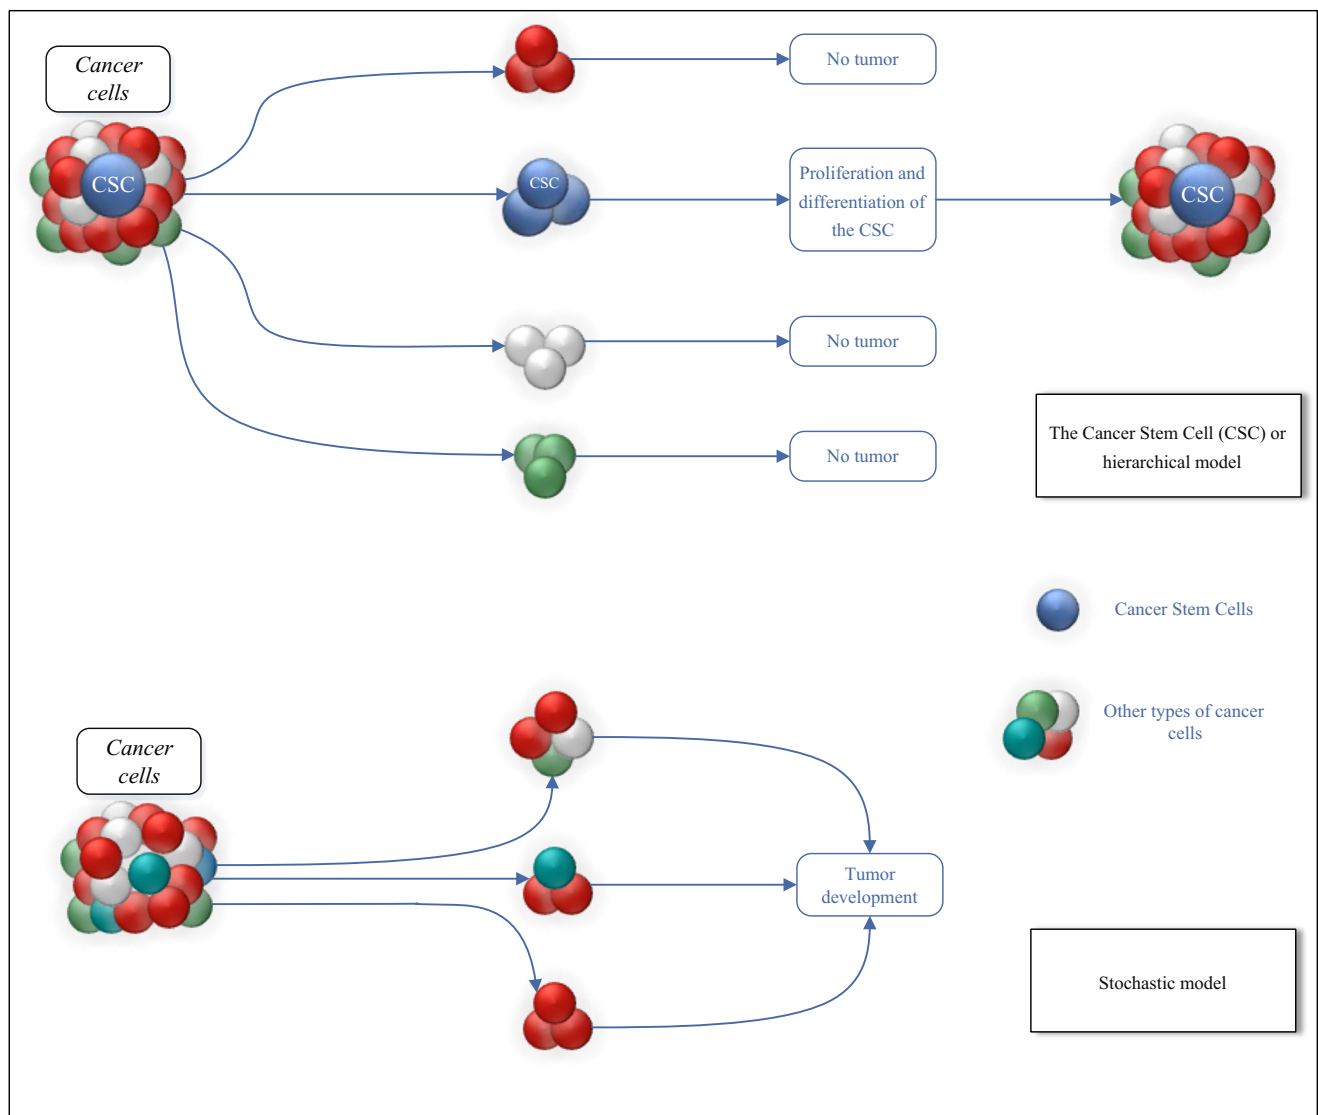 Cancer
cells
No tumor
CSC
CSC
Proliferation and
differentiation of
the CSC
CSC
No tumor
No tumor
The Cancer Stem Cell (CSC) or
hierarchical model
Cancer Stem Cells
Other types of cancer
cells
Cancer
cells
Tumor
development
Stochastic model